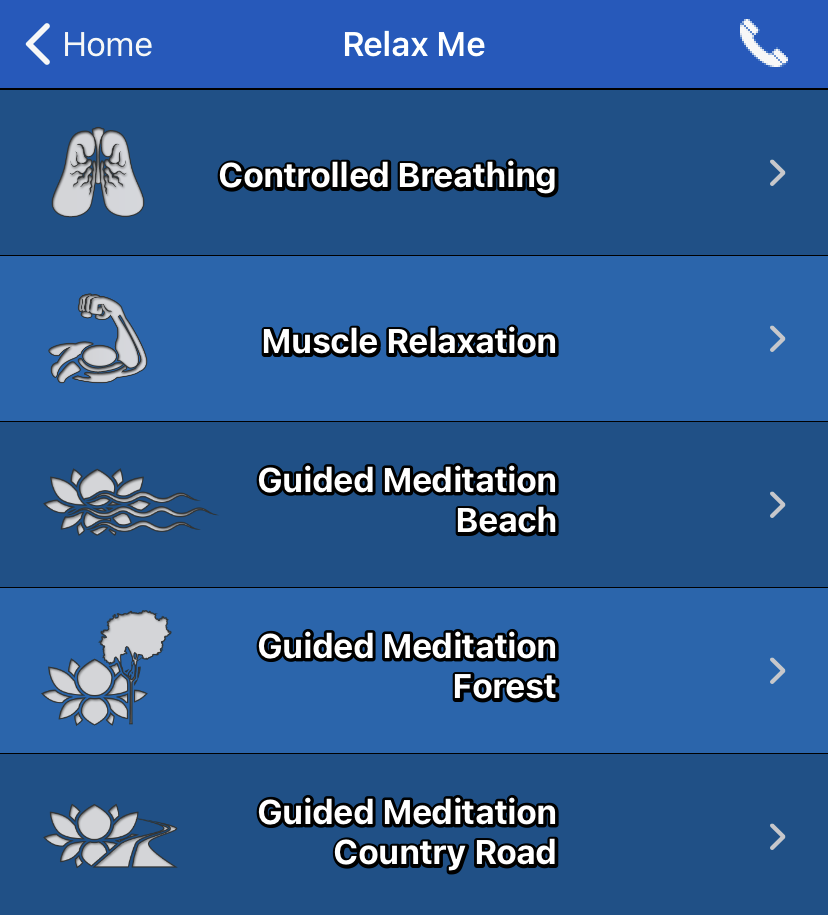 Home
Relax Me
Controlled Breathing
Muscle Relaxation
Guided Meditation
Beach
Guided Meditation
Forest
Guided Meditation
Country Road